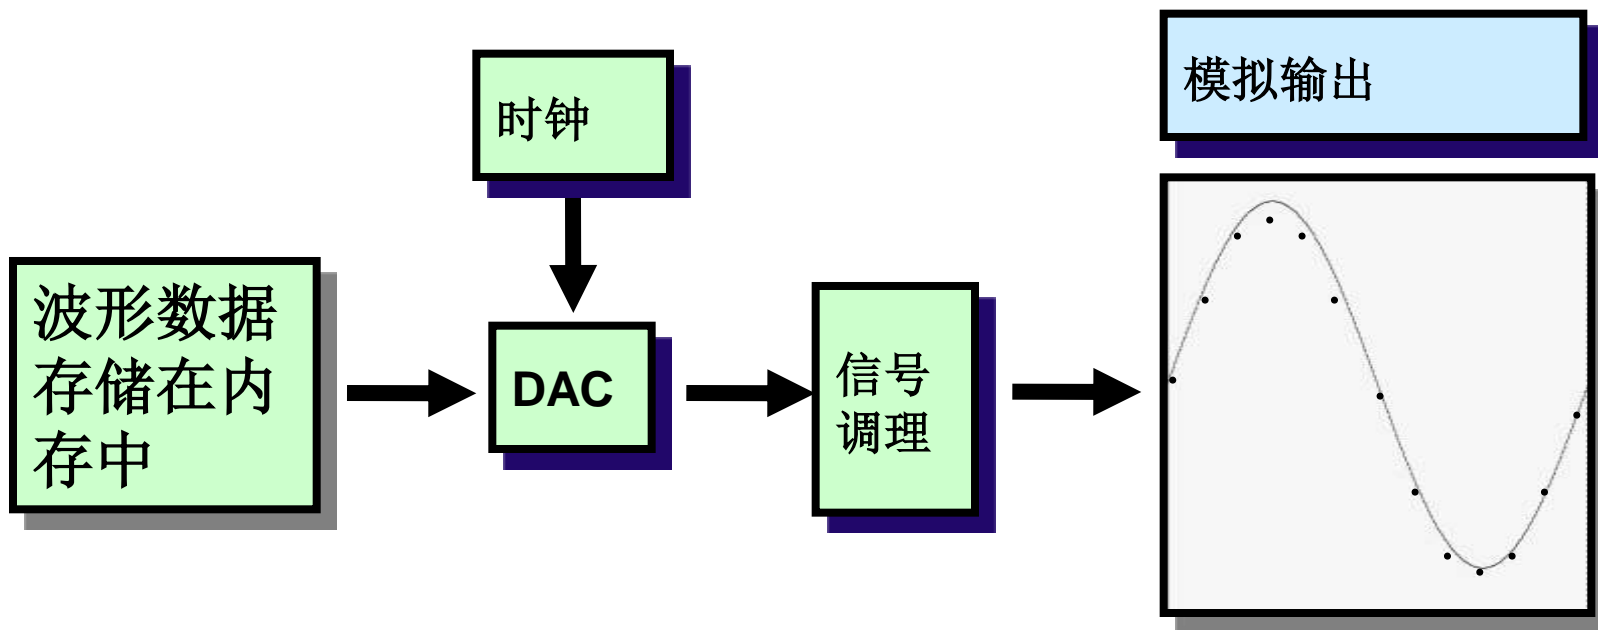 时钟
模拟输出
波形数据
存储在内
存中
DAC
信号
调理